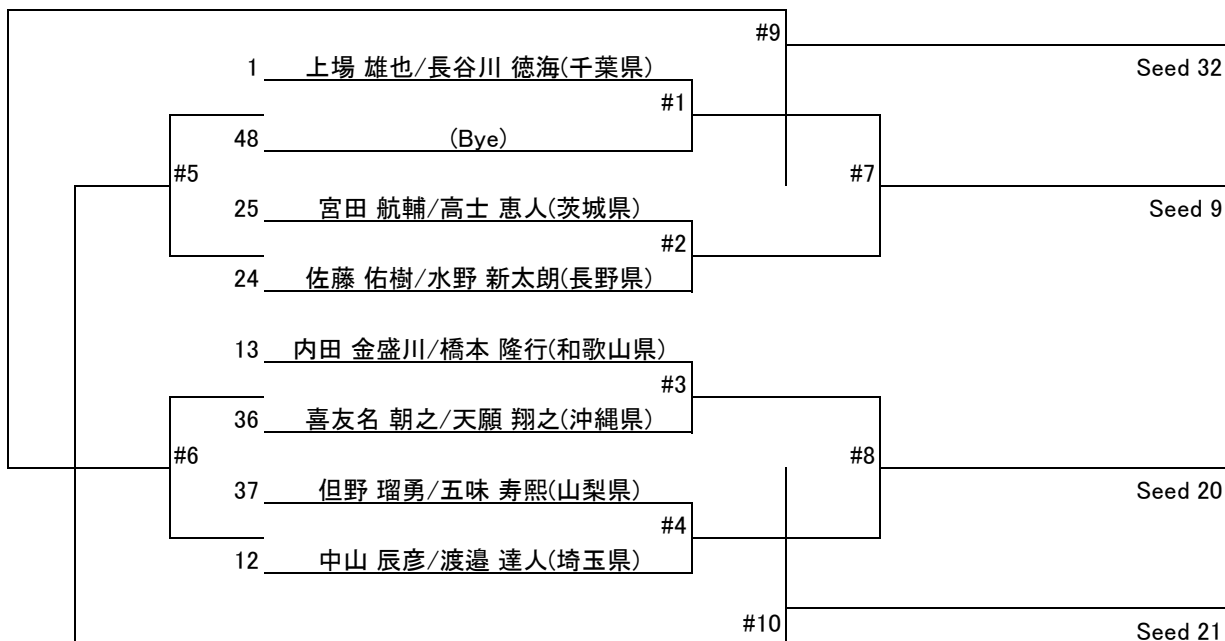 #9
1 上場 雄也/長谷川 徳海(千葉県)
Seed 32
#1
48 (Bye)
#5
#7
25 宮田 航輔/高士 恵人(茨城県)
Seed 9
#2
24 佐藤 佑樹/水野 新太朗(長野県)
13 内田 金盛川/橋本 隆行(和歌山県)
#3
36 喜友名 朝之/天願 翔之(沖縄県)
#6
#8
37 但野 瑠勇/五味 寿熙(山梨県)
Seed 20
#4
12 中山 辰彦/渡邉 達人(埼玉県)
#10
Seed 21